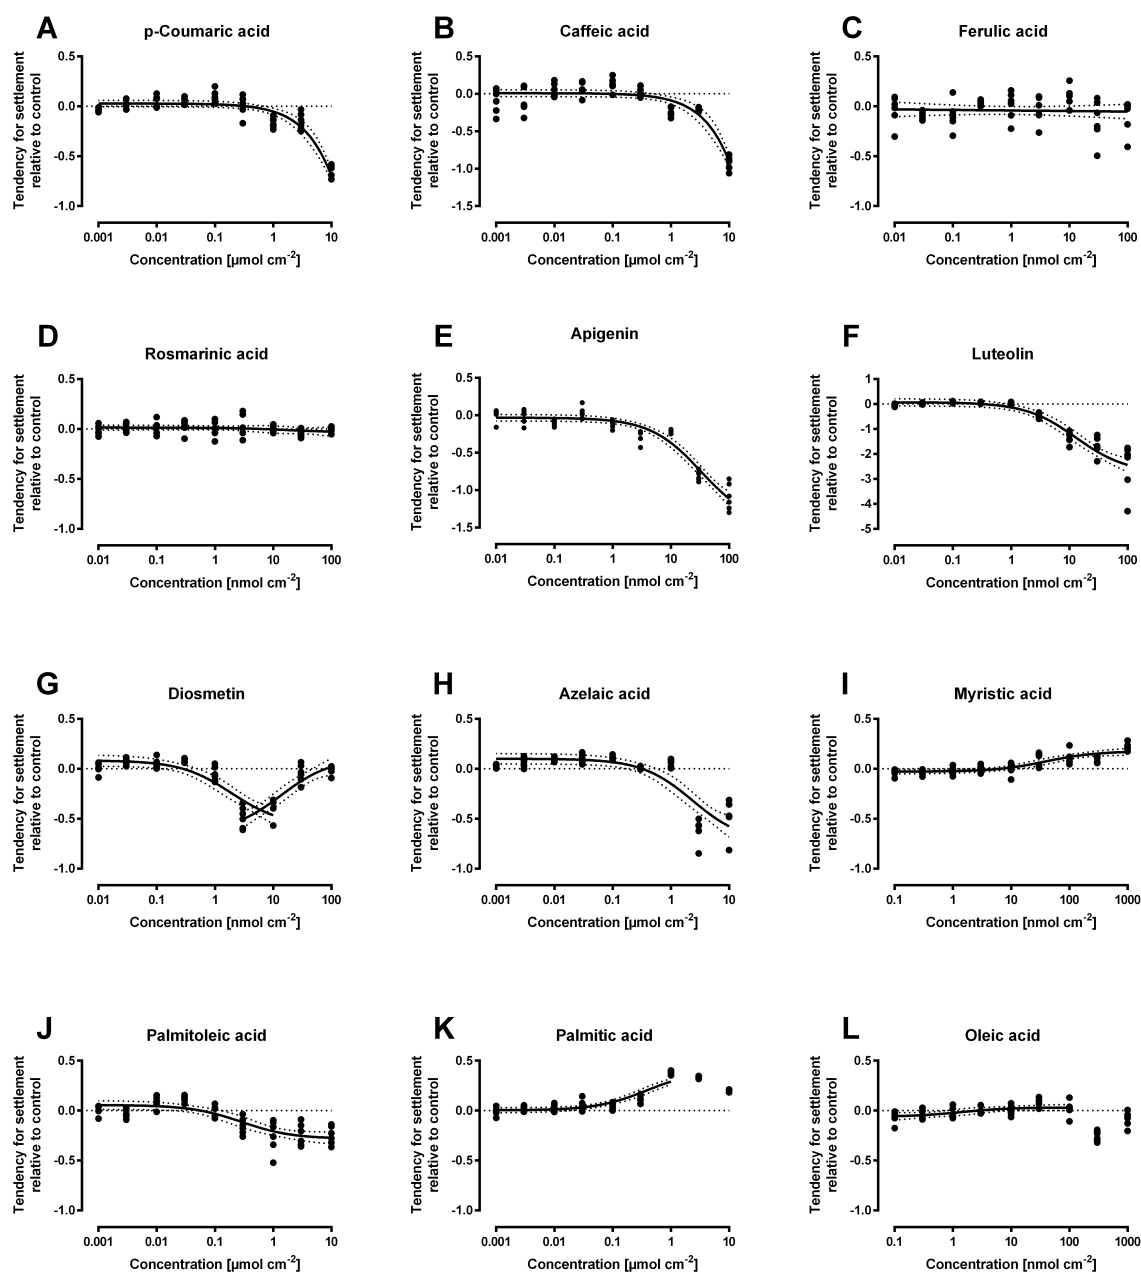 A
p-Coumaric acid
B
Caffeic acid
C
Ferulic acid
Tendency for settlement
relative to control
0.5
0.0
-0.5
-1.0
Tendency for settlement
relative to control
0.5
0.0
-0.5
-1.0
-1.5
Tendency for settlement
relative to control
0.5
0.0
-0.5
-1.0
0.001 0.01 0.1 1 10
0.001 0.01 0.1 1 10
0.01 0.1 1 10 100
Concentration [µmol cm-2]
Concentration [µmol cm-2]
Concentration [nmol cm-2]
D
Rosmarinic acid
E
Apigenin
F
Luteolin
Tendency for settlement
relative to control
0.5
0.0
-0.5
-1.0
Tendency for settlement
relative to control
0.5
0.0
-0.5
-1.0
-1.5
Tendency for settlement
relative to control
1
0
-1
-2
-3
-4
-5
0.01 0.1 1 10 100
0.01 0.1 1 10 100
0.01 0.1 1 10 100
Concentration [nmol cm-2]
Concentration [nmol cm-2]
Concentration [nmol cm-2]
G
Diosmetin
H
Azelaic acid
I
Myristic acid
Tendency for settlement
relative to control
0.5
0.0
-0.5
-1.0
Tendency for settlement
relative to control
0.5
0.0
-0.5
-1.0
Tendency for settlement
relative to control
0.5
0.0
-0.5
-1.0
0.01 0.1 1 10 100
0.001 0.01 0.1 1 10
0.1 1 10 100 1000
Concentration [nmol cm-2]
Concentration [µmol cm-2]
Concentration [nmol cm-2]
J
Palmitoleic acid
K
Palmitic acid
L
Oleic acid
Tendency for settlement
relative to control
0.5
0.0
-0.5
-1.0
Tendency for settlement
relative to control
0.5
0.0
-0.5
-1.0
Tendency for settlement
relative to control
0.5
0.0
-0.5
-1.0
0.001 0.01 0.1 1 10
0.001 0.01 0.1 1 10
0.1 1 10 100 1000
Concentration [µmol cm-2]
Concentration [µmol cm-2]
Concentration [nmol cm-2]